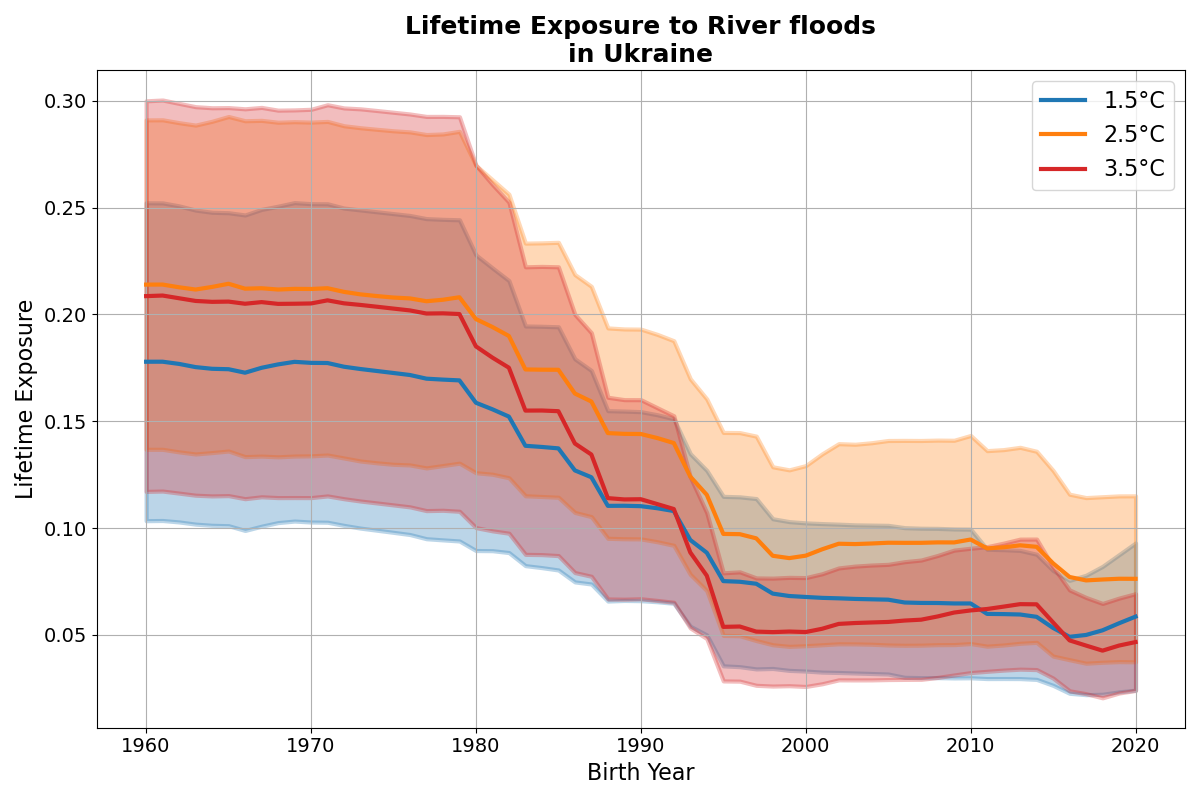 Lifetime Exposure to River floods
in Ukraine
0.30
0.25
0.20
0.15
0.10
0.05
Lifetime Exposure
1.5°C
2.5°C
3.5°C
1960
1970
1980
1990
2000
2010
2020
Birth Year